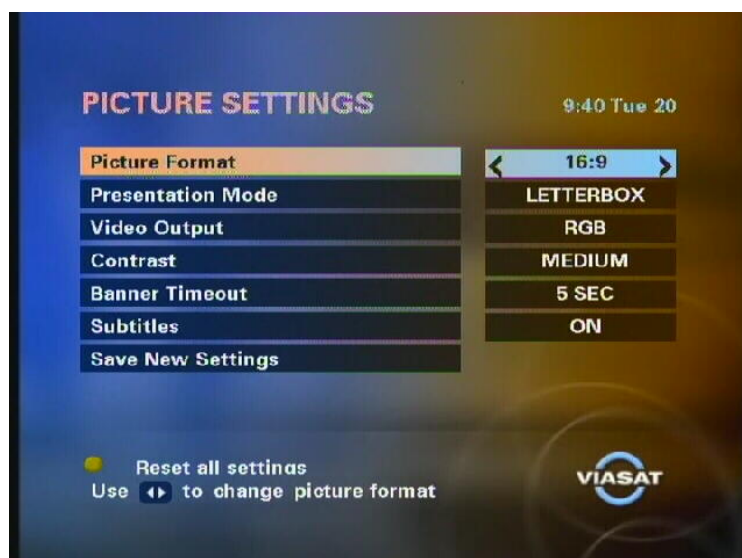 PICTURE SETTINGS
9:40 Tue 20
Picture Format
< 16:9 >
Presentation Mode
LETTERBOX
Video Output
RGB
Contrast
MEDIUM
Banner Timeout
5 SEC
Subtitles
ON
Save New Settings
Reset all settings
Use ◀▶ to change picture format
VIASAT